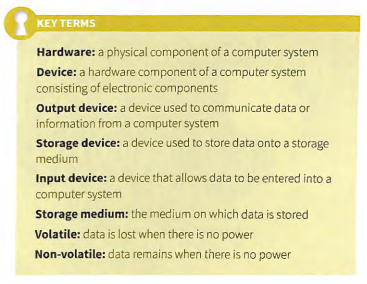 KEY TERMS
Hardware: a physical component of a computer system
Device: a hardware component of a computer system
consisting of electronic components
Output device: a device used to communicate data or
information from a computer system
Storage device: a device used to store data onto a storage
medium
Input device: a device that allows data to be entered into a
computer system
Storage medium: the medium on which data is stored
Volatile: data is lost when there is no power
Non-volatile: data remains when there is no power